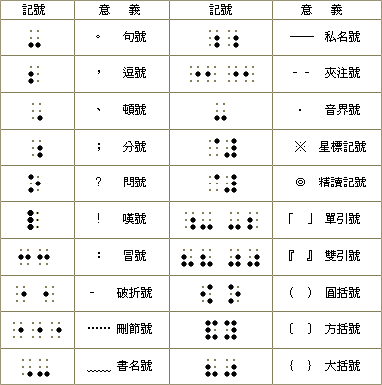 記號 意 義 記號 意 義
。 句號 —— 私名號
， 逗號 - - 夾注號
、 頓號 · 音界號
； 分號 ※ 星標記號
？ 問號 ◎ 精讀記號
！ 嘆號 「 」 單引號
： 冒號 『 』 雙引號
- 破折號 （ ） 圓括號
…… 刪節號 〔 〕 方括號
﹏﹏ 書名號 ｛ ｝ 大括號